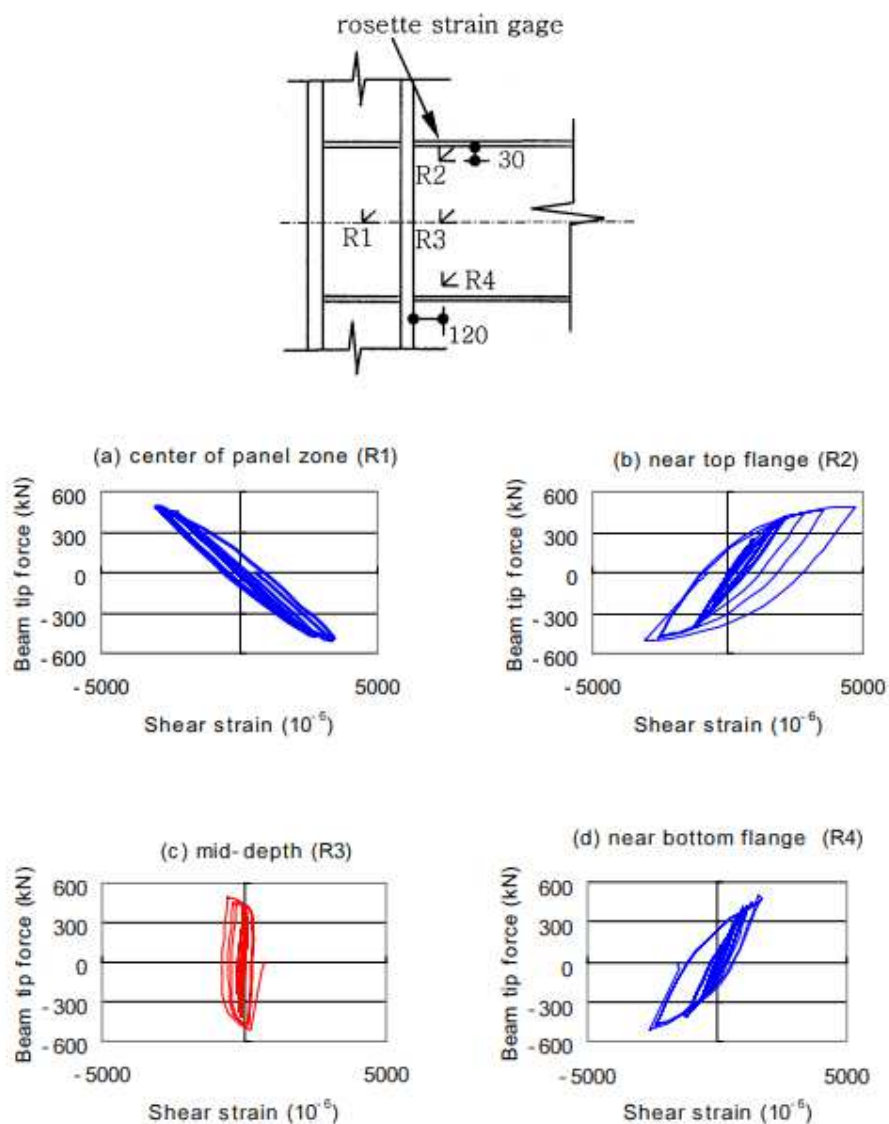 rosette strain gage
R2
30
R1
R3
R4
120
(a) center of panel zone (R1)
Beam tip force (kN)
600
300
0
-300
-600
-5000 5000
Shear strain (10⁻⁶)
(b) near top flange (R2)
Beam tip force (kN)
600
300
0
-300
-600
-5000 5000
Shear strain (10⁻⁶)
(c) mid-depth (R3)
Beam tip force (kN)
600
300
0
-300
-600
-5000 5000
Shear strain (10⁻⁶)
(d) near bottom flange (R4)
Beam tip force (kN)
600
300
0
-300
-600
-5000 5000
Shear strain (10⁻⁶)